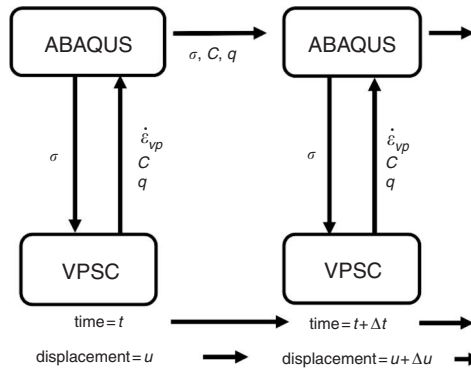 ABAQUS
ABAQUS
σ, C, q
σ
ε̇vp
C
q
σ
ε̇vp
C
q
VPSC
VPSC
time=t
time=t+Δt
displacement=u
displacement=u+Δu